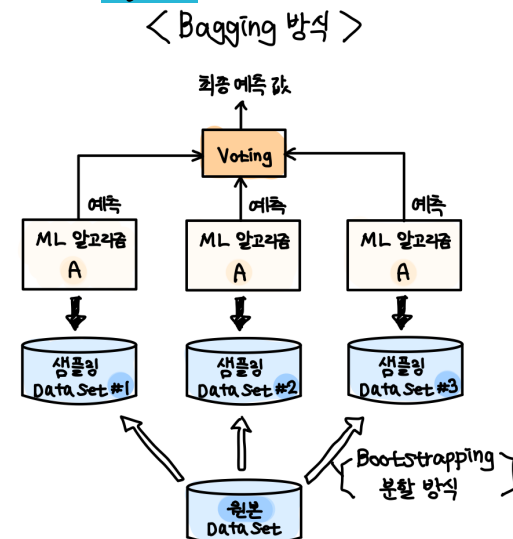 < Bagging 방식 >
최종 예측 값
Voting
예측
예측
예측
ML 알고리즘
A
ML 알고리즘
A
ML 알고리즘
A
샘플링
Data Set #1
샘플링
Data Set #2
샘플링
Data Set #3
Bootstrapping
분할 방식
원본
Data Set